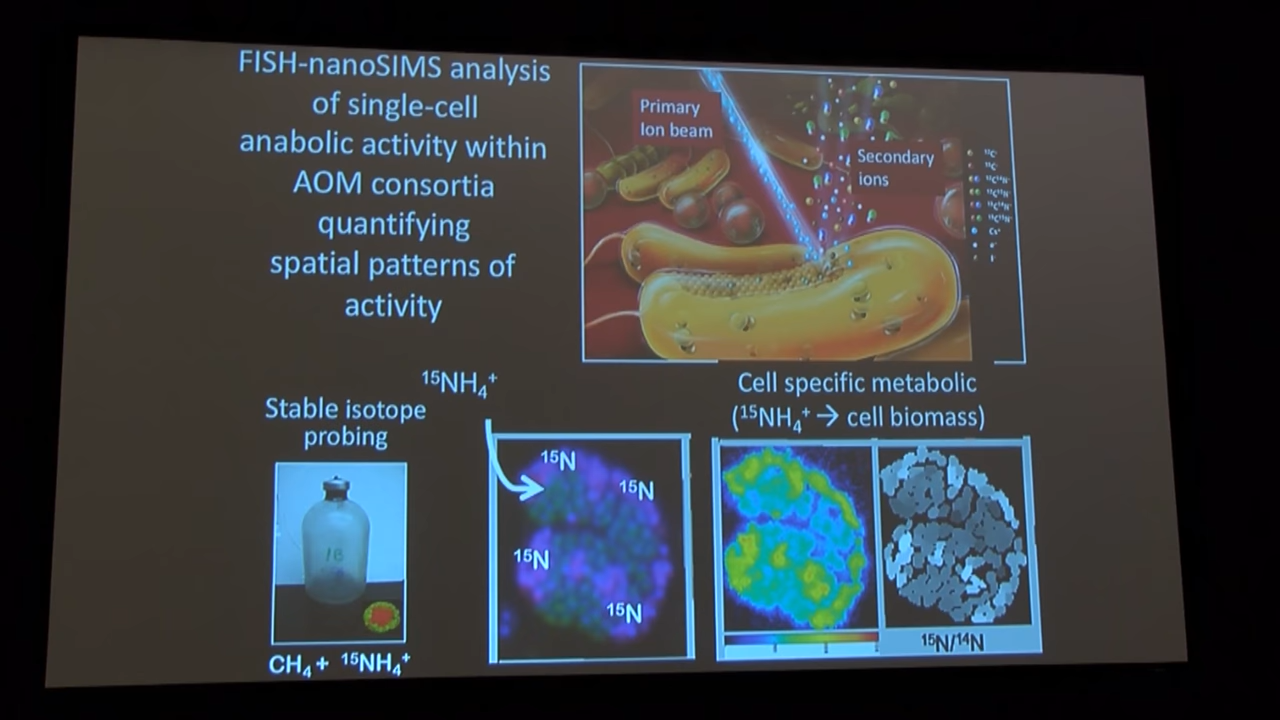 FISH-nanoSIMS analysis
of single-cell
anabolic activity within
AOM consortia
quantifying
spatial patterns of
activity
Primary
Ion beam
Secondary
ions
¹⁵NH₄⁺
Stable isotope
probing
18
CH₄ + ¹⁵NH₄⁺
¹⁵N
¹⁵N
¹⁵N
¹⁵N
Cell specific metabolic
(¹⁵NH₄⁺ → cell biomass)
¹⁵N/¹⁴N